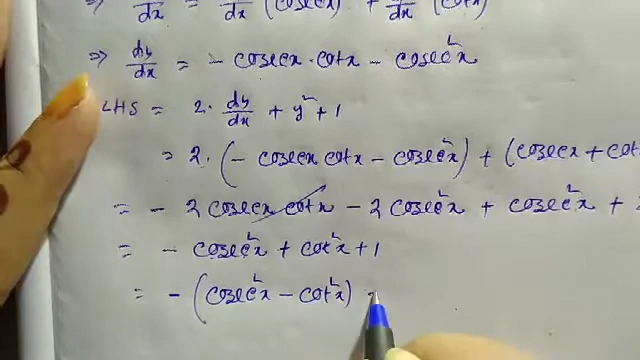 ⇒ dy/dx = d/dx (cosecx) + d/dx (cotx)
⇒ dy/dx = - cosecx · cotx - cosec²x
LHS = 2 · dy/dx + y² + 1
= 2 · (- cosecx cotx - cosec²x) + (cosecx + cot
= - 2 cosecx cotx - 2 cosec²x + cosec²x +
= - cosec²x + cot²x + 1
= - (cosec²x - cot²x)